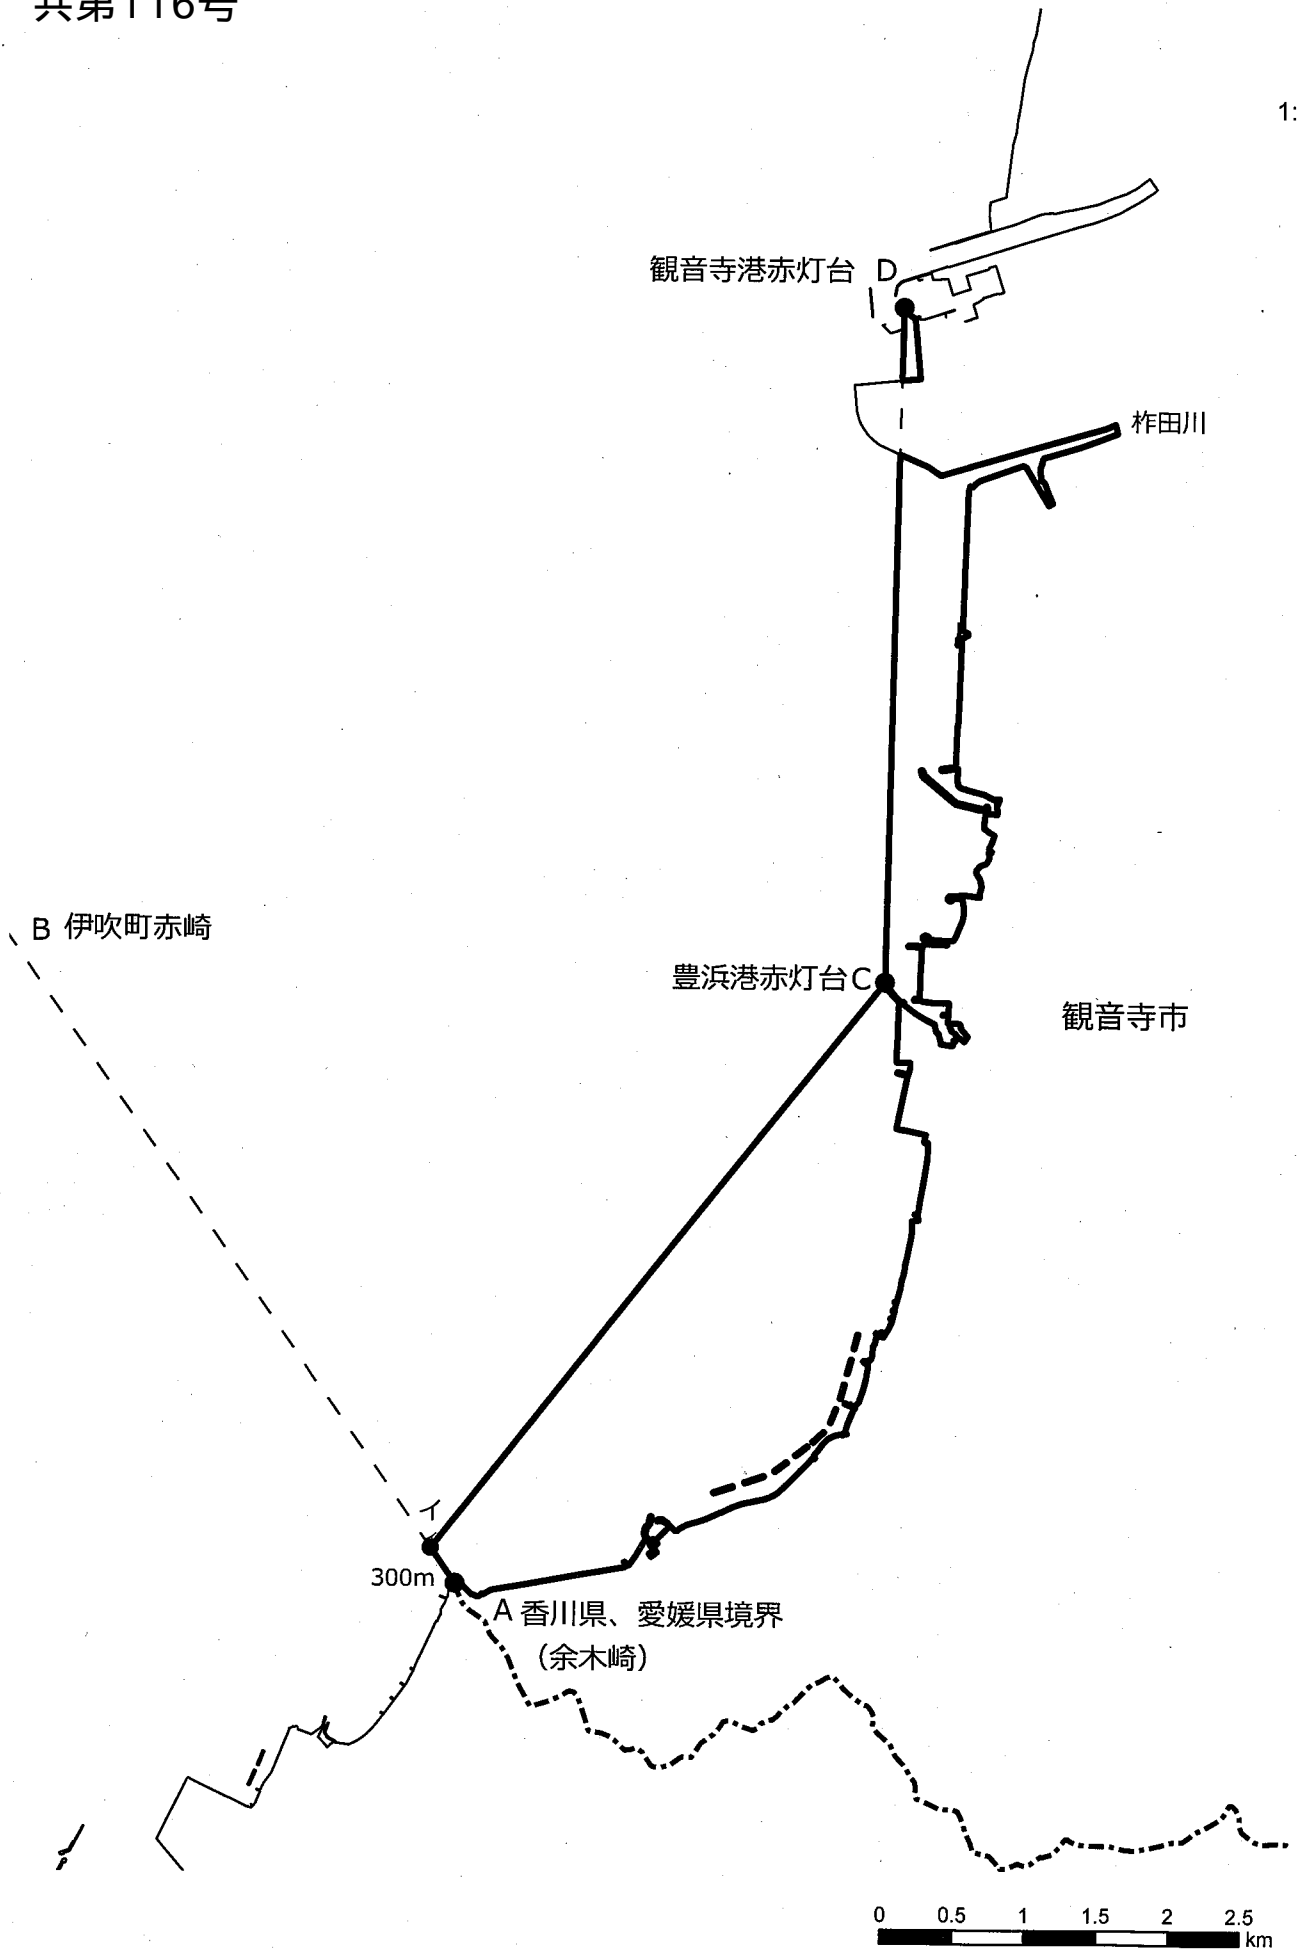 共第116号
1:
観音寺港赤灯台 D
柞田川
B 伊吹町赤崎
豊浜港赤灯台C
観音寺市
イ
300m
A 香川県、愛媛県境界
（余木崎）
0 0.5 1 1.5 2 2.5
km